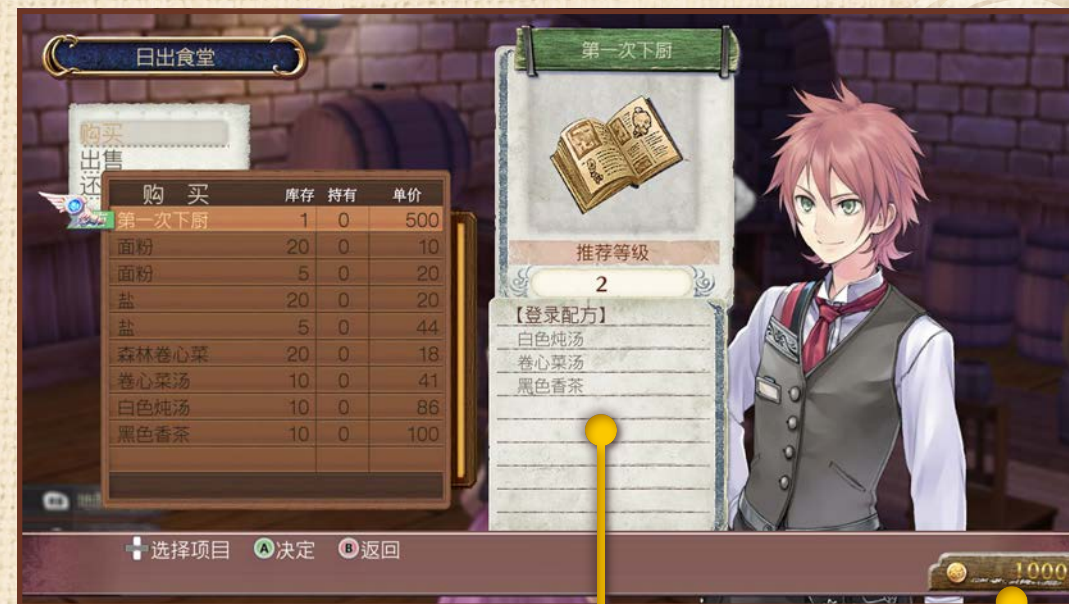 日出食堂
购买
出售
还
购 买 库存 持有 单价
第一次下厨 1 0 500
面粉 20 0 10
面粉 5 0 20
盐 20 0 20
盐 5 0 44
森林卷心菜 20 0 18
卷心菜汤 10 0 41
白色炖汤 10 0 86
黑色香茶 10 0 100
第一次下厨
推荐等级
2
【登录配方】
白色炖汤
卷心菜汤
黑色香茶
选择项目 A决定 B返回
1000